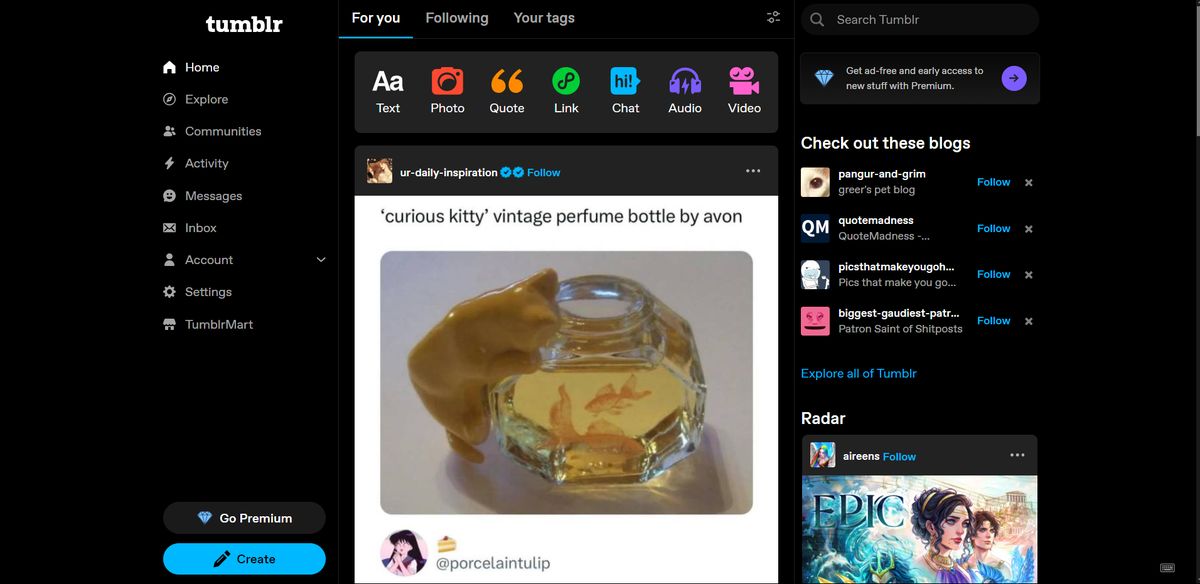 tumblr
Home
Explore
Communities
Activity
Messages
Inbox
Account
Settings
TumblrMart
Go Premium
Create
For you
Following
Your tags
Aa
Text
Photo
Quote
Link
hi!
Chat
Audio
Video
ur-daily-inspiration Follow
‘curious kitty’ vintage perfume bottle by avon
@porcelaintulip
Search Tumblr
Get ad-free and early access to
new stuff with Premium.
Check out these blogs
pangur-and-grim
greer's pet blog
Follow
QM
quotemadness
QuoteMadness -...
Follow
picsthatmakeyougoh...
Pics that make you go...
Follow
biggest-gaudiest-patr...
Patron Saint of Shitposts
Follow
Explore all of Tumblr
Radar
aireens Follow
EPIC